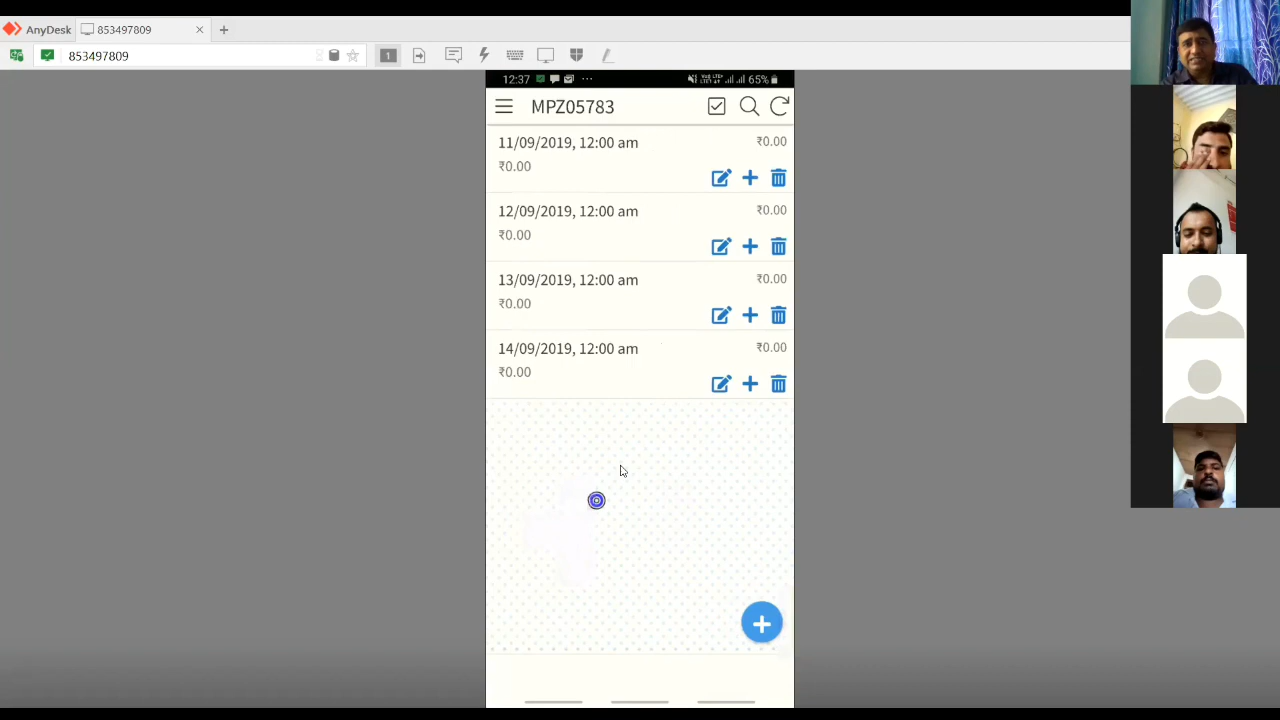 AnyDesk 853497809
853497809 1
12:37 65%
MPZ05783
11/09/2019, 12:00 am ₹0.00
₹0.00
12/09/2019, 12:00 am ₹0.00
₹0.00
13/09/2019, 12:00 am ₹0.00
₹0.00
14/09/2019, 12:00 am ₹0.00
₹0.00